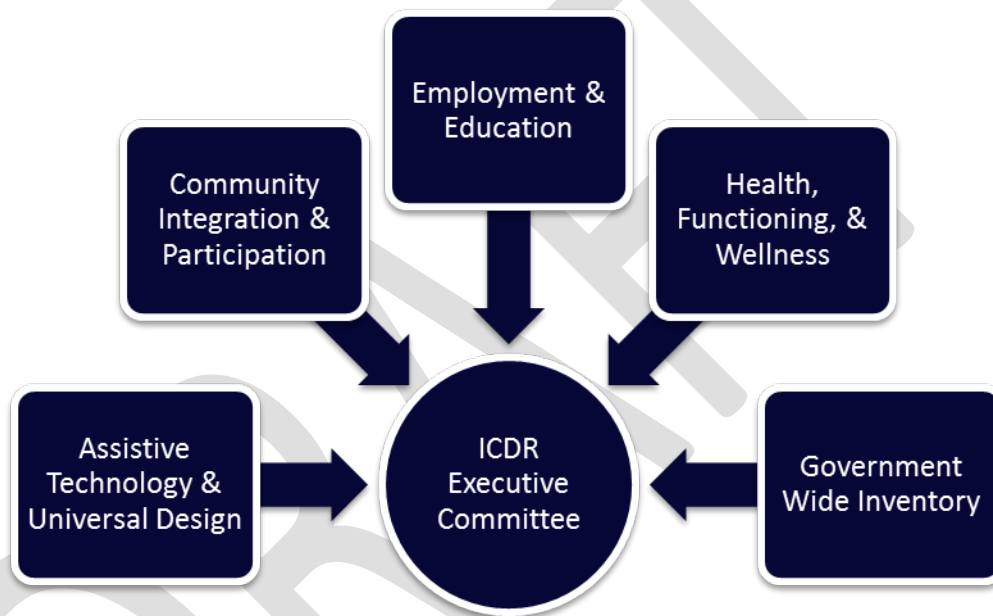 Employment &
Education
Community
Integration &
Participation
Health,
Functioning, &
Wellness
Assistive
Technology &
Universal Design
ICDR
Executive
Committee
Government
Wide Inventory